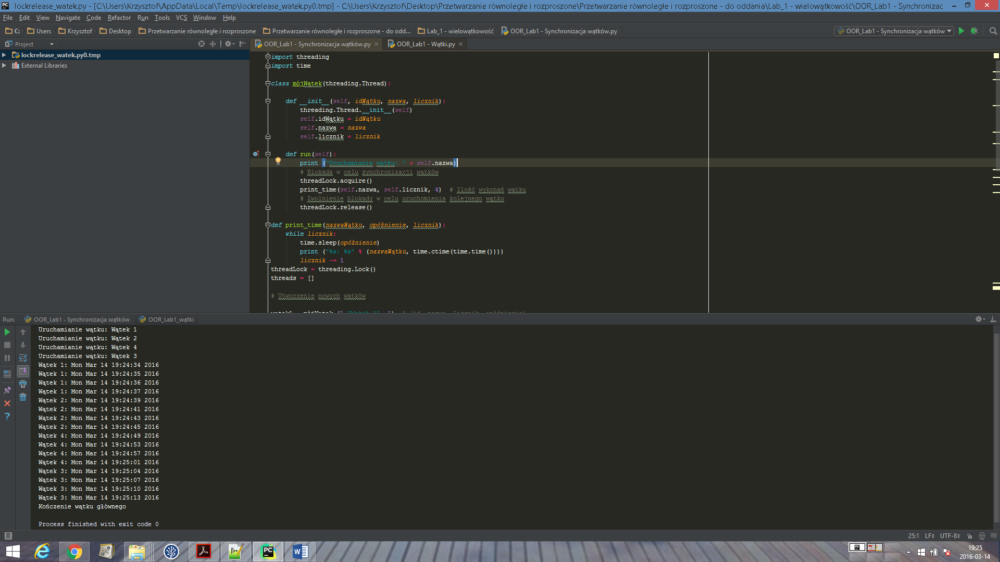 lockrelease_watek.py - [C:\Users\Krzysztof\AppData\Local\Temp\lockrelease_watek.py0.tmp] - C:\Users\Krzysztof\Desktop\Przetwarzanie równoległe i rozproszone\Przetwarzanie równoległe i rozproszone - do oddania\Lab_1 - wielowątkowość\OOR_Lab1 - Synchronizac
File Edit View Navigate Code Refactor Run Tools VCS Window Help
C: Users Krzysztof Desktop Przetwarzanie równoległe i rozproszone Przetwarzanie równoległe i rozproszone - do odd... Lab_1 - wielowątkowość OOR_Lab1 - Synchronizacja wątków.py OOR_Lab1 - Synchronizacja wątków
Project OOR_Lab1 - Synchronizacja wątków.py OOR_Lab1 - Wątki.py
lockrelease_watek.py0.tmp
External Libraries
import threading
import time
class mójWątek(threading.Thread):
def __init__(self, idWątku, nazwa, licznik):
threading.Thread.__init__(self)
self.idWątku = idWątku
self.nazwa = nazwa
self.licznik = licznik
def run(self):
print ("Uruchamianie wątku: " + self.nazwa)
# Blokada w celu synchronizacji wątków
threadLock.acquire()
print_time(self.nazwa, self.licznik, 4) # Ilość wykonań wątku
# Zwolnienie blokady w celu uruchomienia kolejnego wątku
threadLock.release()
def print_time(nazwaWątku, opóźnienie, licznik):
while licznik:
time.sleep(opóźnienie)
print ("%s: %s" % (nazwaWątku, time.ctime(time.time())))
licznik -= 1
threadLock = threading.Lock()
threads = []
# Utworzenie nowych wątków
Run: OOR_Lab1 - Synchronizacja wątków OOR_Lab1_wątki
Uruchamianie wątku: Wątek 1
Uruchamianie wątku: Wątek 2
Uruchamianie wątku: Wątek 4
Uruchamianie wątku: Wątek 3
Wątek 1: Mon Mar 14 19:24:34 2016
Wątek 1: Mon Mar 14 19:24:35 2016
Wątek 1: Mon Mar 14 19:24:36 2016
Wątek 1: Mon Mar 14 19:24:37 2016
Wątek 2: Mon Mar 14 19:24:39 2016
Wątek 2: Mon Mar 14 19:24:41 2016
Wątek 2: Mon Mar 14 19:24:43 2016
Wątek 2: Mon Mar 14 19:24:45 2016
Wątek 4: Mon Mar 14 19:24:49 2016
Wątek 4: Mon Mar 14 19:24:53 2016
Wątek 4: Mon Mar 14 19:24:57 2016
Wątek 4: Mon Mar 14 19:25:01 2016
Wątek 3: Mon Mar 14 19:25:04 2016
Wątek 3: Mon Mar 14 19:25:07 2016
Wątek 3: Mon Mar 14 19:25:10 2016
Wątek 3: Mon Mar 14 19:25:13 2016
Kończenie wątku głównego
Process finished with exit code 0
25:1 LF UTF-8
19:25
2016-03-14